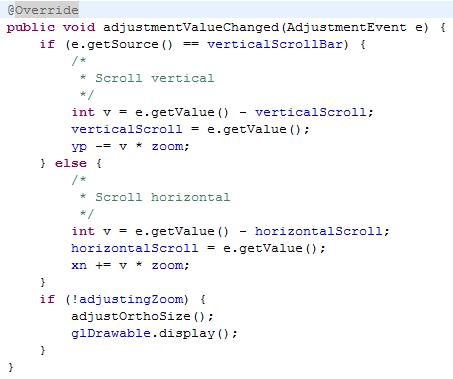 @Override
public void adjustmentValueChanged(AdjustmentEvent e) {
    if (e.getSource() == verticalScrollBar) {
        /*
         * Scroll vertical
         */
        int v = e.getValue() - verticalScroll;
        verticalScroll = e.getValue();
        yp -= v * zoom;
    } else {
        /*
         * Scroll horizontal
         */
        int v = e.getValue() - horizontalScroll;
        horizontalScroll = e.getValue();
        xn += v * zoom;
    }
    if (!adjustingZoom) {
        adjustOrthoSize();
        glDrawable.display();
    }
}